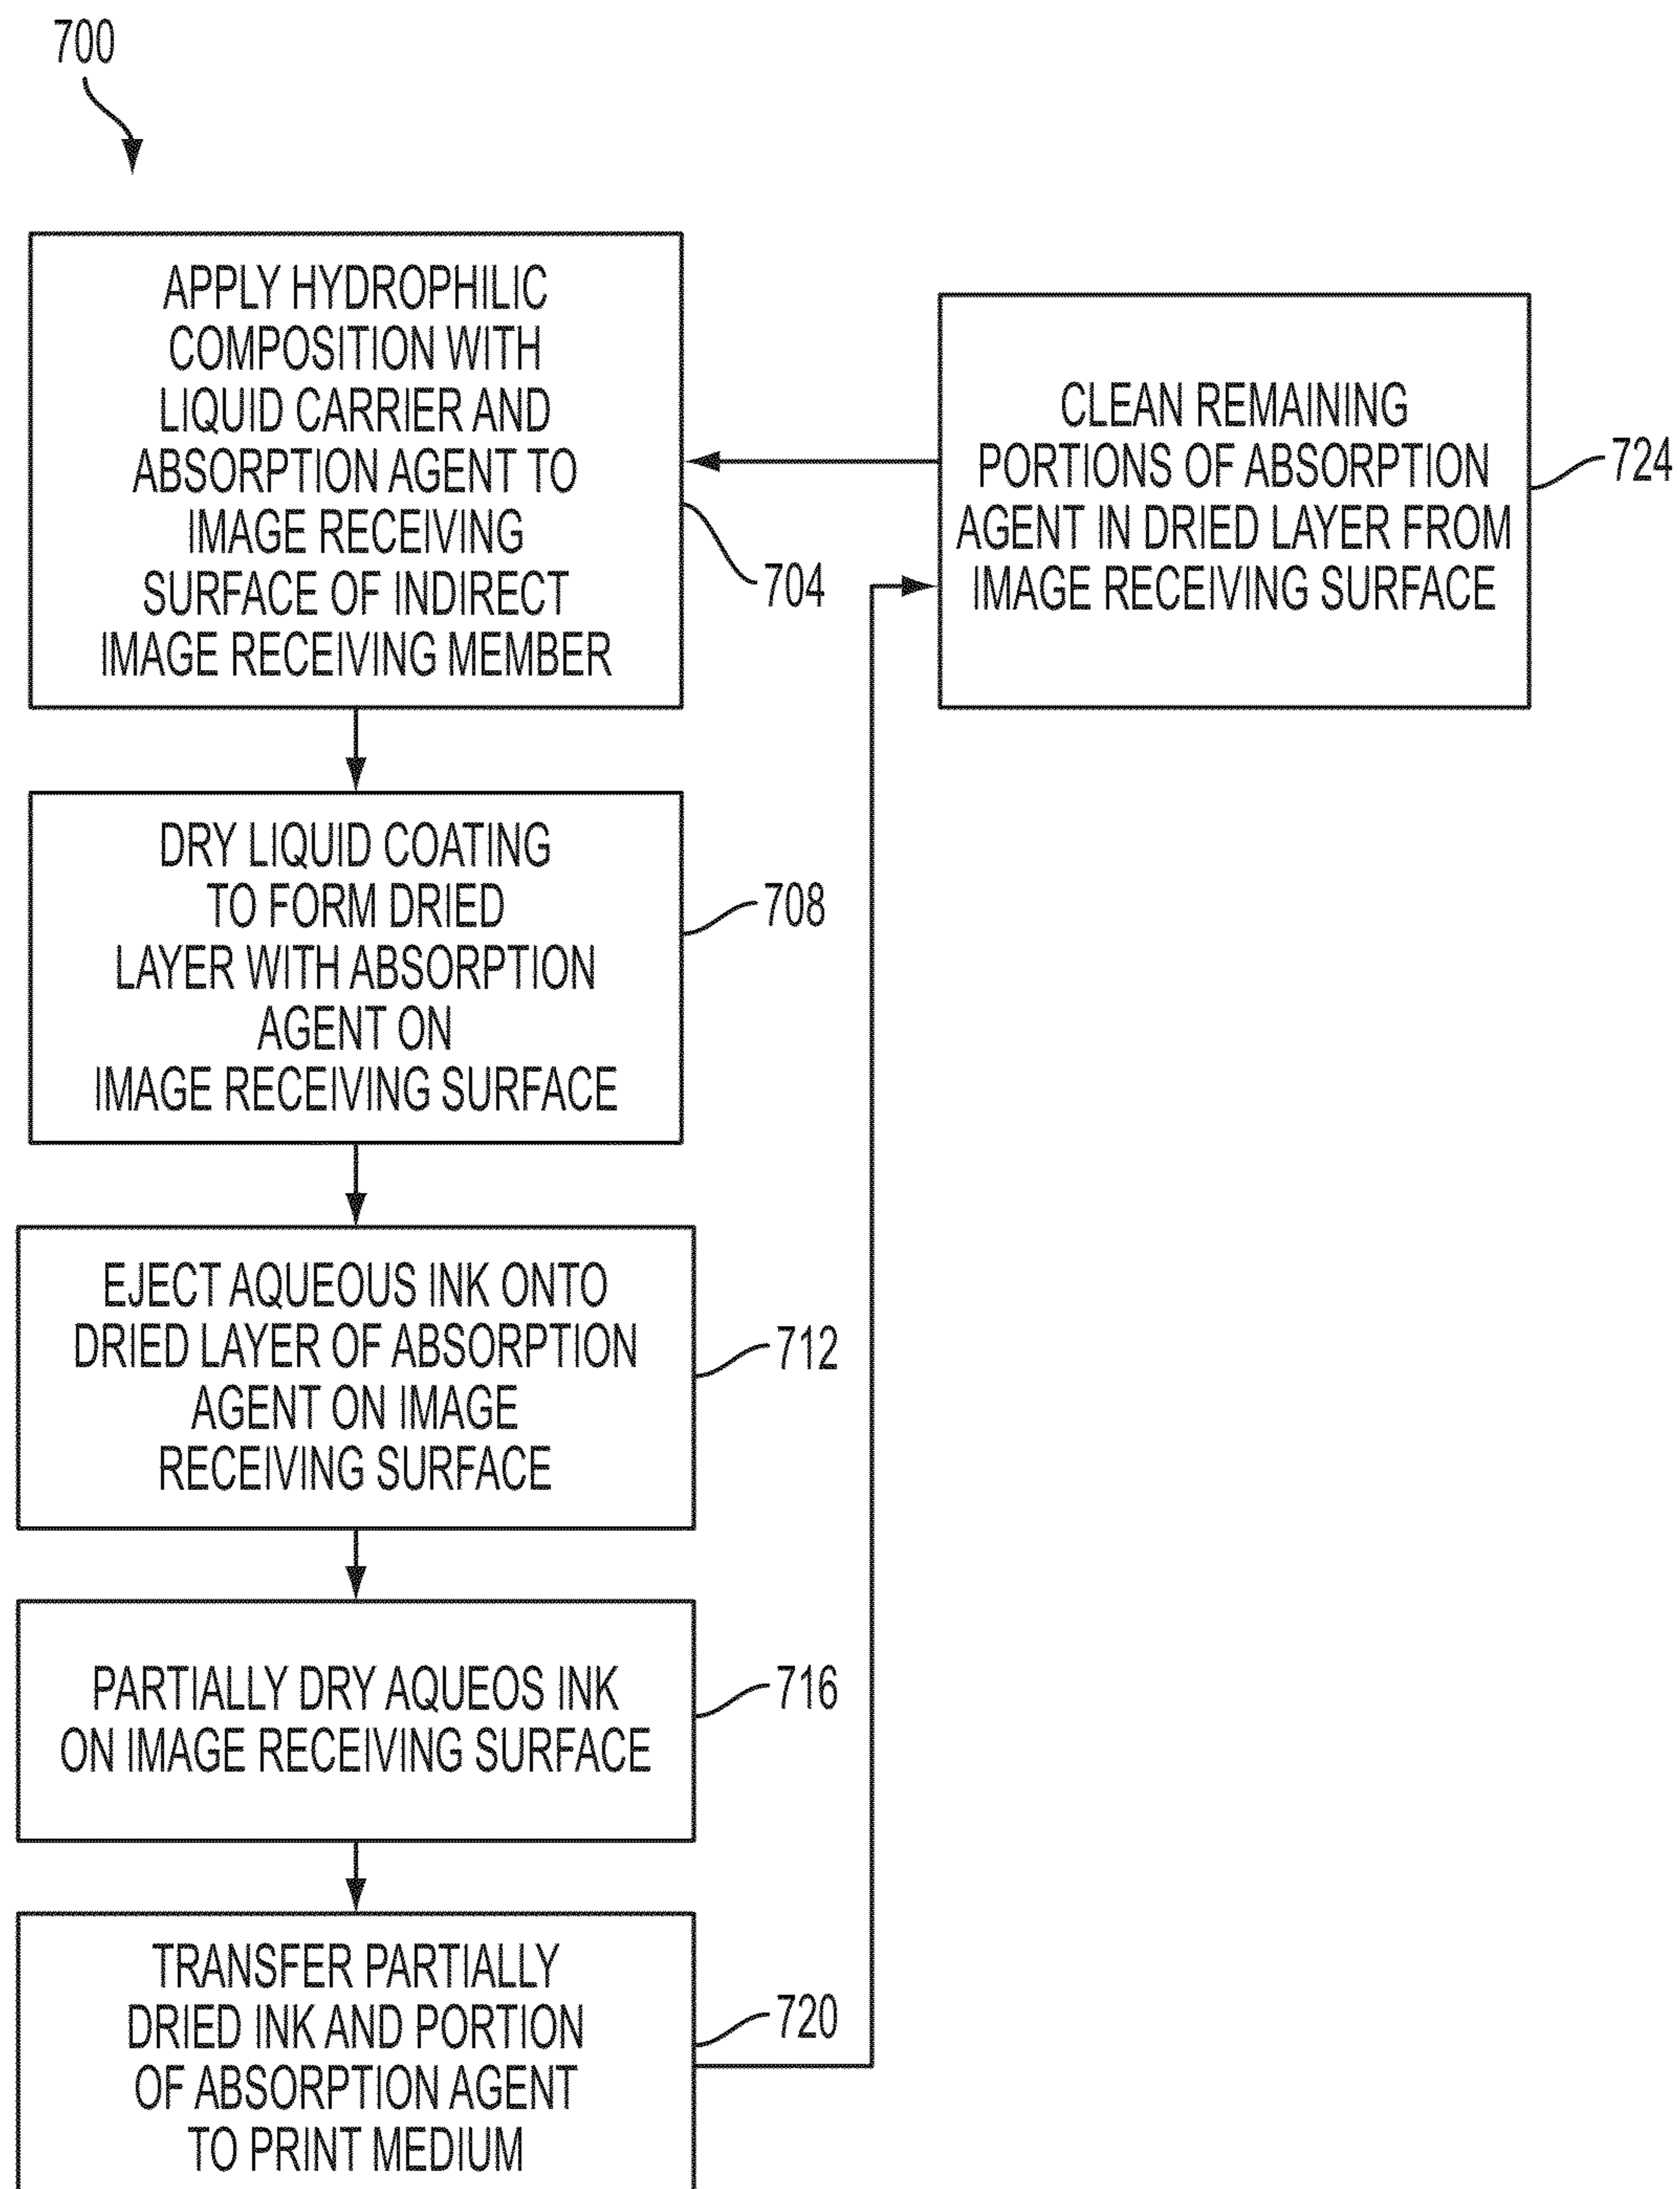 700
APPLY HYDROPHILIC
COMPOSITION WITH
LIQUID CARRIER AND
ABSORPTION AGENT TO
IMAGE RECEIVING
SURFACE OF INDIRECT
IMAGE RECEIVING MEMBER
704
CLEAN REMAINING
PORTIONS OF ABSORPTION
AGENT IN DRIED LAYER FROM
IMAGE RECEIVING SURFACE
724
DRY LIQUID COATING
TO FORM DRIED
LAYER WITH ABSORPTION
AGENT ON
IMAGE RECEIVING SURFACE
708
EJECT AQUEOUS INK ONTO
DRIED LAYER OF ABSORPTION
AGENT ON IMAGE
RECEIVING SURFACE
712
PARTIALLY DRY AQUEOS INK
ON IMAGE RECEIVING SURFACE
716
TRANSFER PARTIALLY
DRIED INK AND PORTION
OF ABSORPTION AGENT
TO PRINT MEDIUM
720